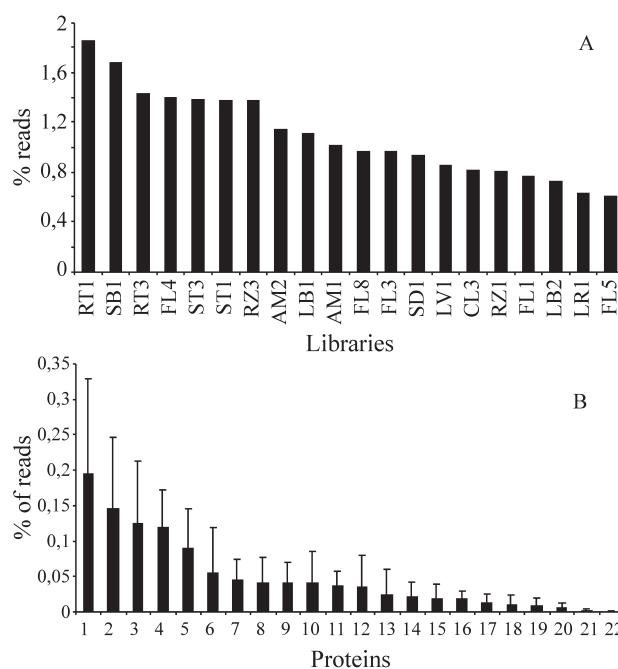 2
A
1,6
1,2
0,8
0,4
0
% reads
RT1 SB1 RT3 FL4 ST3 ST1 RZ3 AM2 LB1 AM1 FL8 FL3 SD1 LV1 CL3 RZ1 FL1 LB2 LR1 FL5
Libraries
0,35
0,3
B
0,25
0,2
0,15
0,1
0,05
0
% of reads
1 2 3 4 5 6 7 8 9 10 11 12 13 14 15 16 17 18 19 20 21 22
Proteins